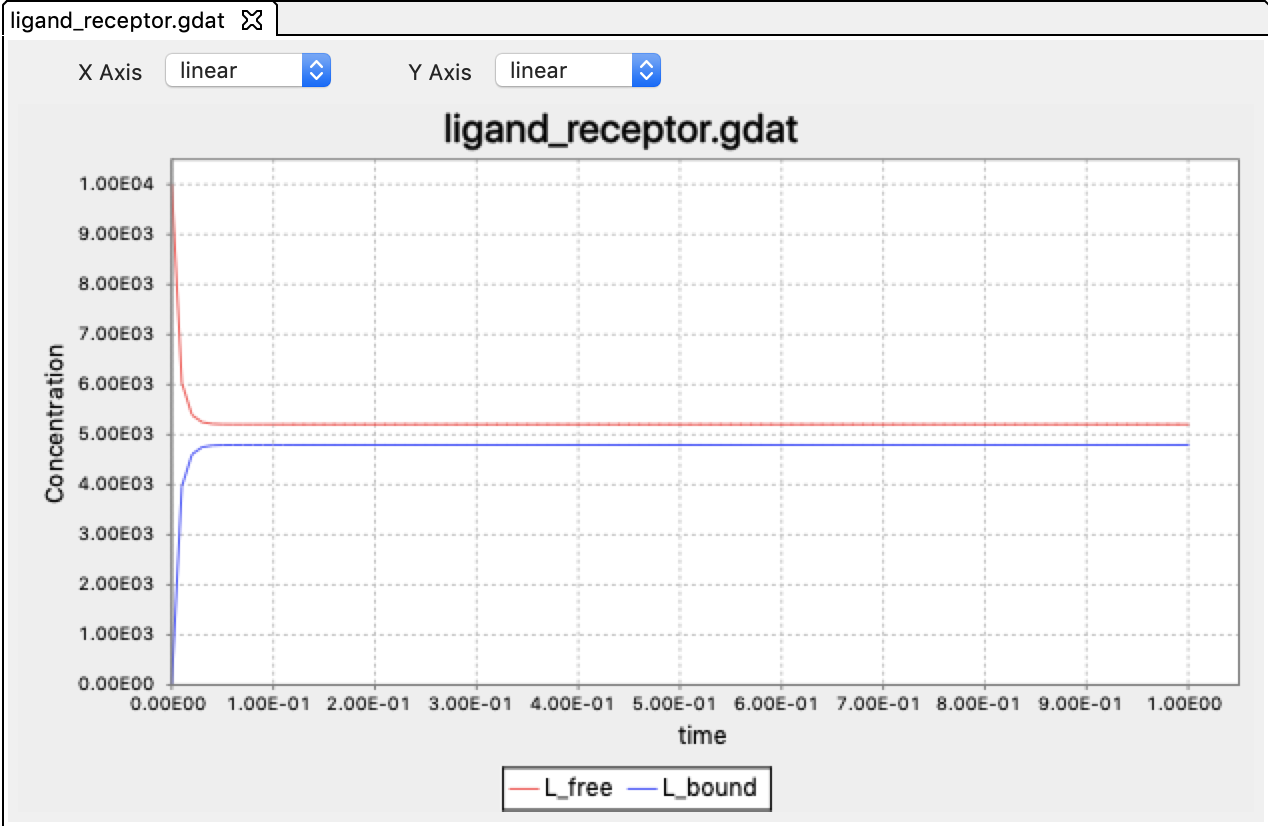 ligand_receptor.gdat
X Axis linear Y Axis linear
ligand_receptor.gdat
1.00E04
9.00E03
8.00E03
7.00E03
6.00E03
5.00E03
4.00E03
3.00E03
2.00E03
1.00E03
0.00E00
Concentration
0.00E00 1.00E-01 2.00E-01 3.00E-01 4.00E-01 5.00E-01 6.00E-01 7.00E-01 8.00E-01 9.00E-01 1.00E00
time
L_free L_bound